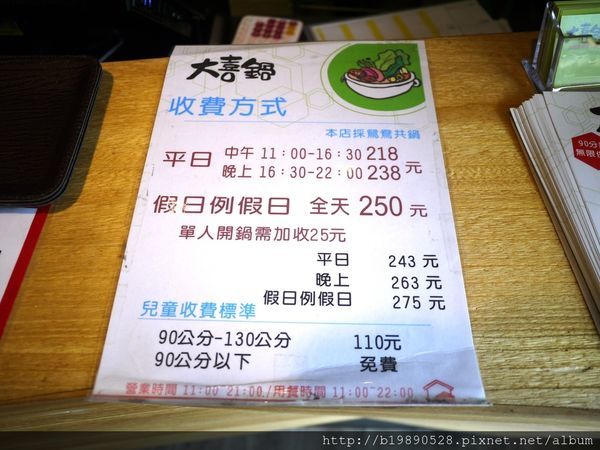 大喜鍋
收費方式
本店採鴛鴦共鍋
平日 中午 11:00-16:30 218
晚上 16:30-22:00 238 元
假日例假日 全天 250 元
單人開鍋需加收25元
平日 243 元
晚上 263 元
假日例假日 275 元
兒童收費標準
90公分-130公分 110元
90公分以下 免費
營業時間 11:00~21:00/用餐時間 11:00~22:00
90分
無限
http://b19890528.pixnet.net/album